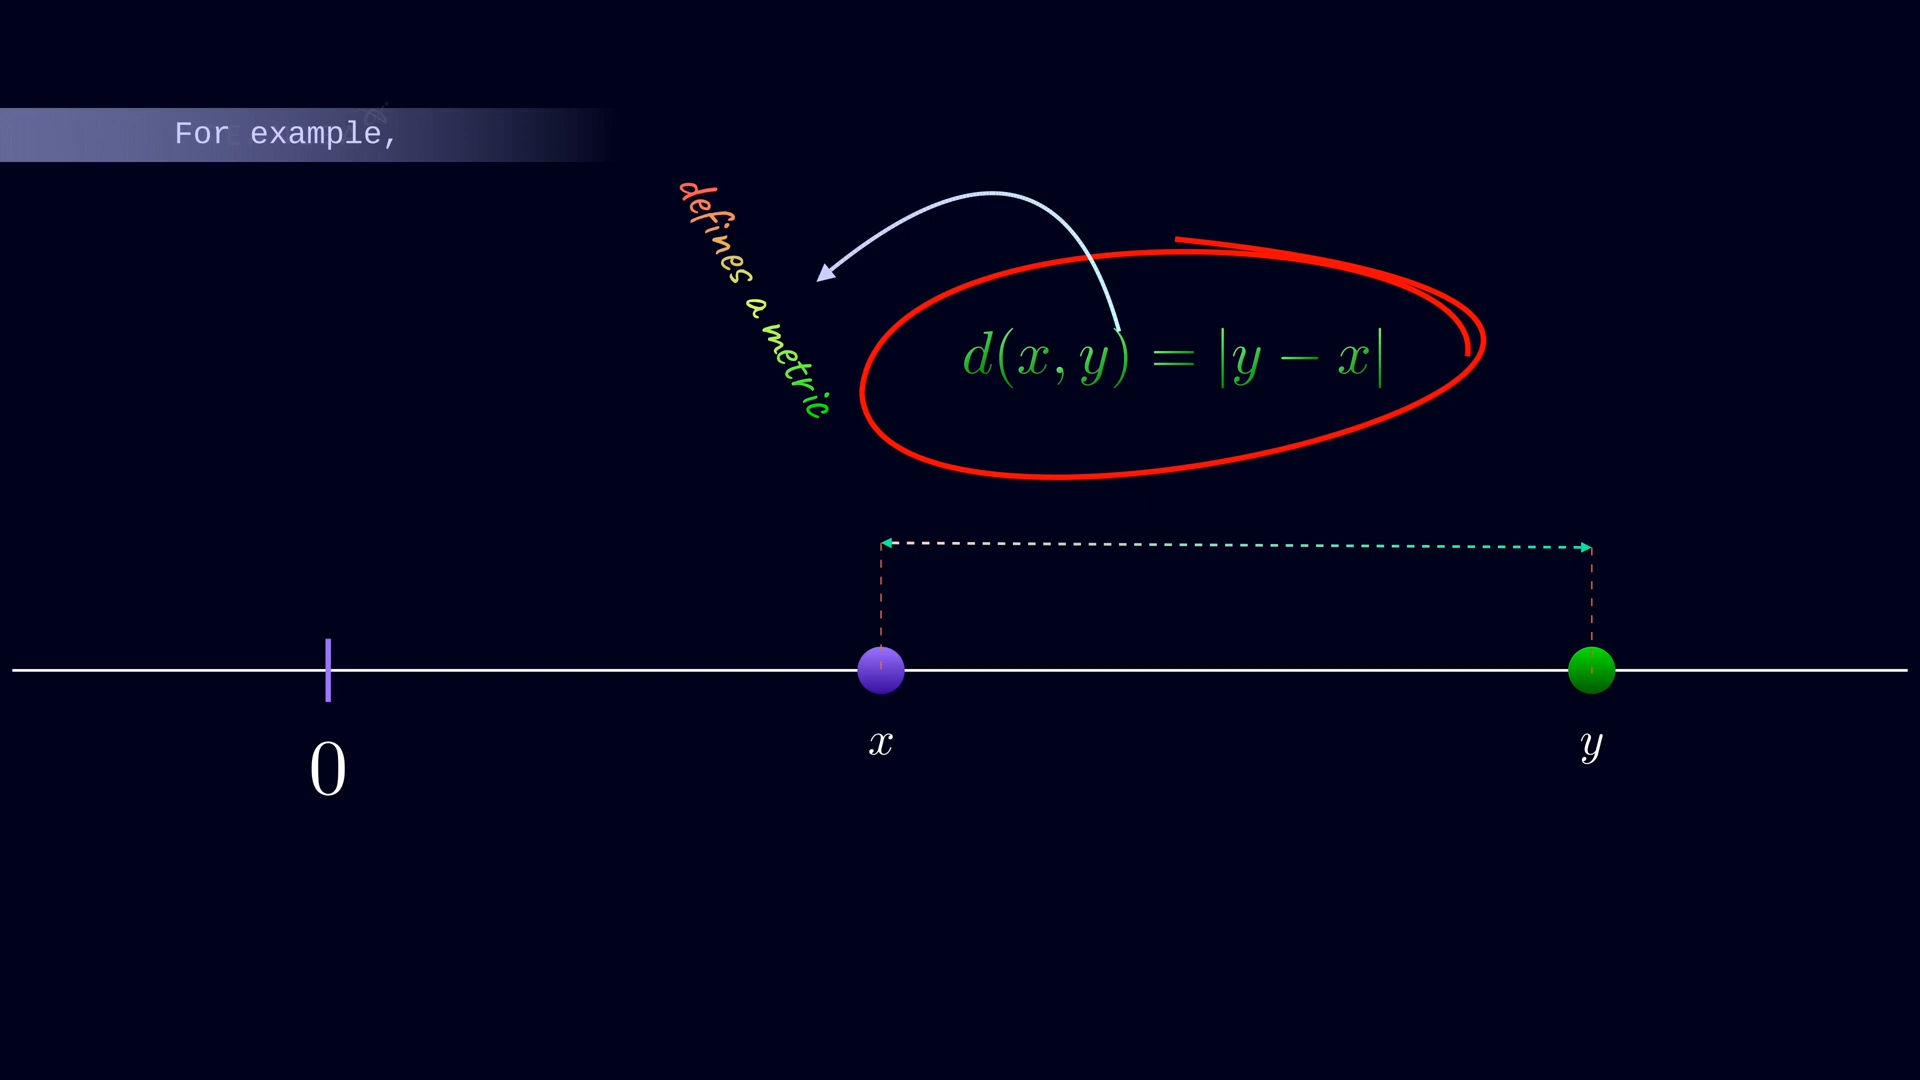 For example,
defines a metric
d(x, y) = |y − x|
0
x
y